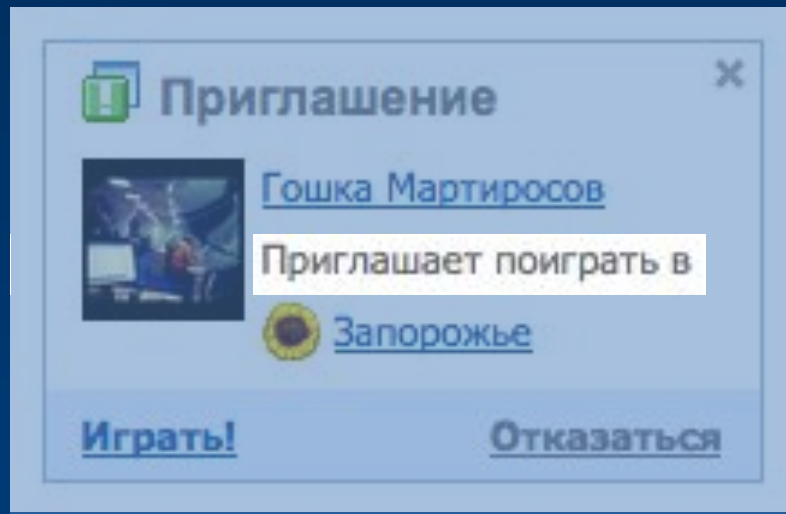 Приглашение
Гошка Мартиросов
Приглашает поиграть в
Запорожье
Играть! Отказаться